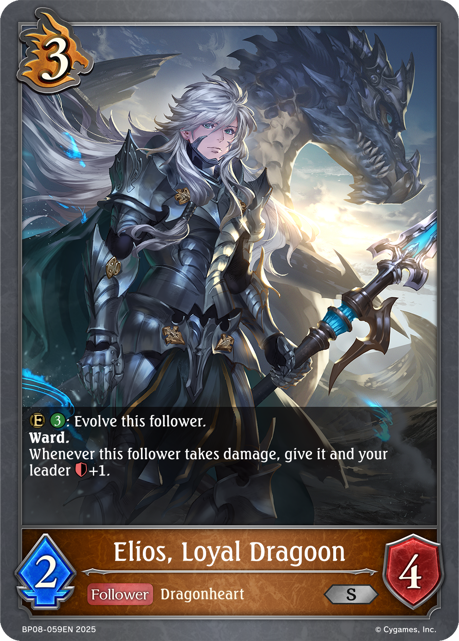 3
E 3: Evolve this follower.
Ward.
Whenever this follower takes damage, give it and your
leader +1.
Elios, Loyal Dragoon
2
Follower Dragonheart
S
4
BP08-059EN 2025
© Cygames, Inc.